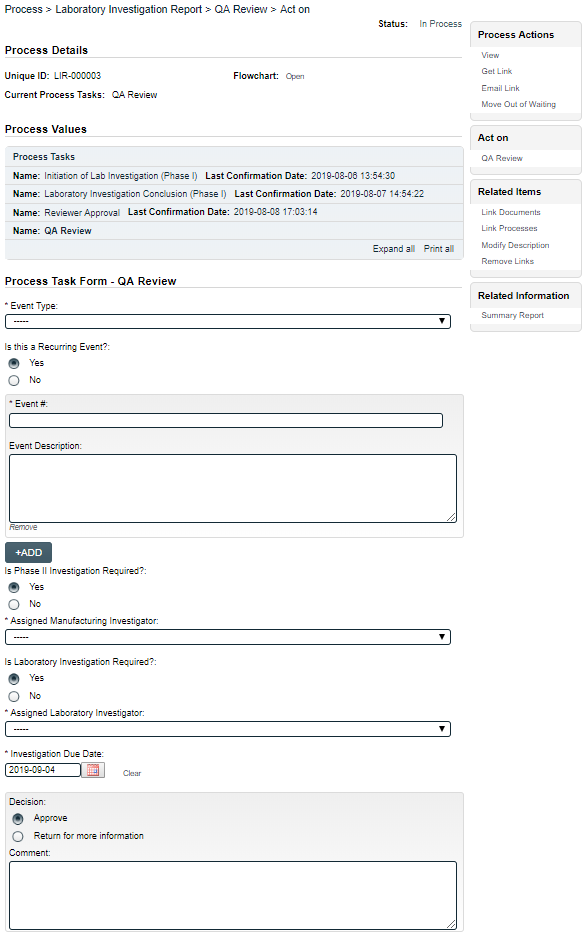 Process > Laboratory Investigation Report > QA Review > Act on
Status: In Process
Process Details
Unique ID: LIR-000003 Flowchart: Open
Current Process Tasks: QA Review
Process Values
Process Tasks
Name: Initiation of Lab Investigation (Phase I) Last Confirmation Date: 2019-08-06 13:54:30
Name: Laboratory Investigation Conclusion (Phase I) Last Confirmation Date: 2019-08-07 14:54:22
Name: Reviewer Approval Last Confirmation Date: 2019-08-08 17:03:14
Name: QA Review
Expand all Print all
Process Task Form - QA Review
* Event Type:
-----
Is this a Recurring Event?:
Yes
No
* Event #:
Event Description:
Remove
+ADD
Is Phase II Investigation Required?:
Yes
No
* Assigned Manufacturing Investigator:
-----
Is Laboratory Investigation Required?:
Yes
No
* Assigned Laboratory Investigator:
-----
* Investigation Due Date:
2019-09-04 Clear
Decision:
Approve
Return for more information
Comment:
Process Actions
View
Get Link
Email Link
Move Out of Waiting
Act on
QA Review
Related Items
Link Documents
Link Processes
Modify Description
Remove Links
Related Information
Summary Report